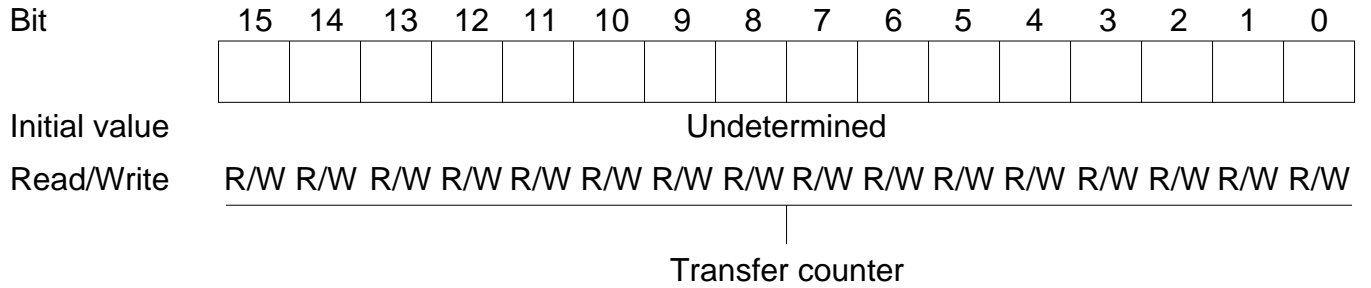 Bit 15 14 13 12 11 10 9 8 7 6 5 4 3 2 1 0
Initial value Undetermined
Read/Write R/W R/W R/W R/W R/W R/W R/W R/W R/W R/W R/W R/W R/W R/W R/W R/W
Transfer counter